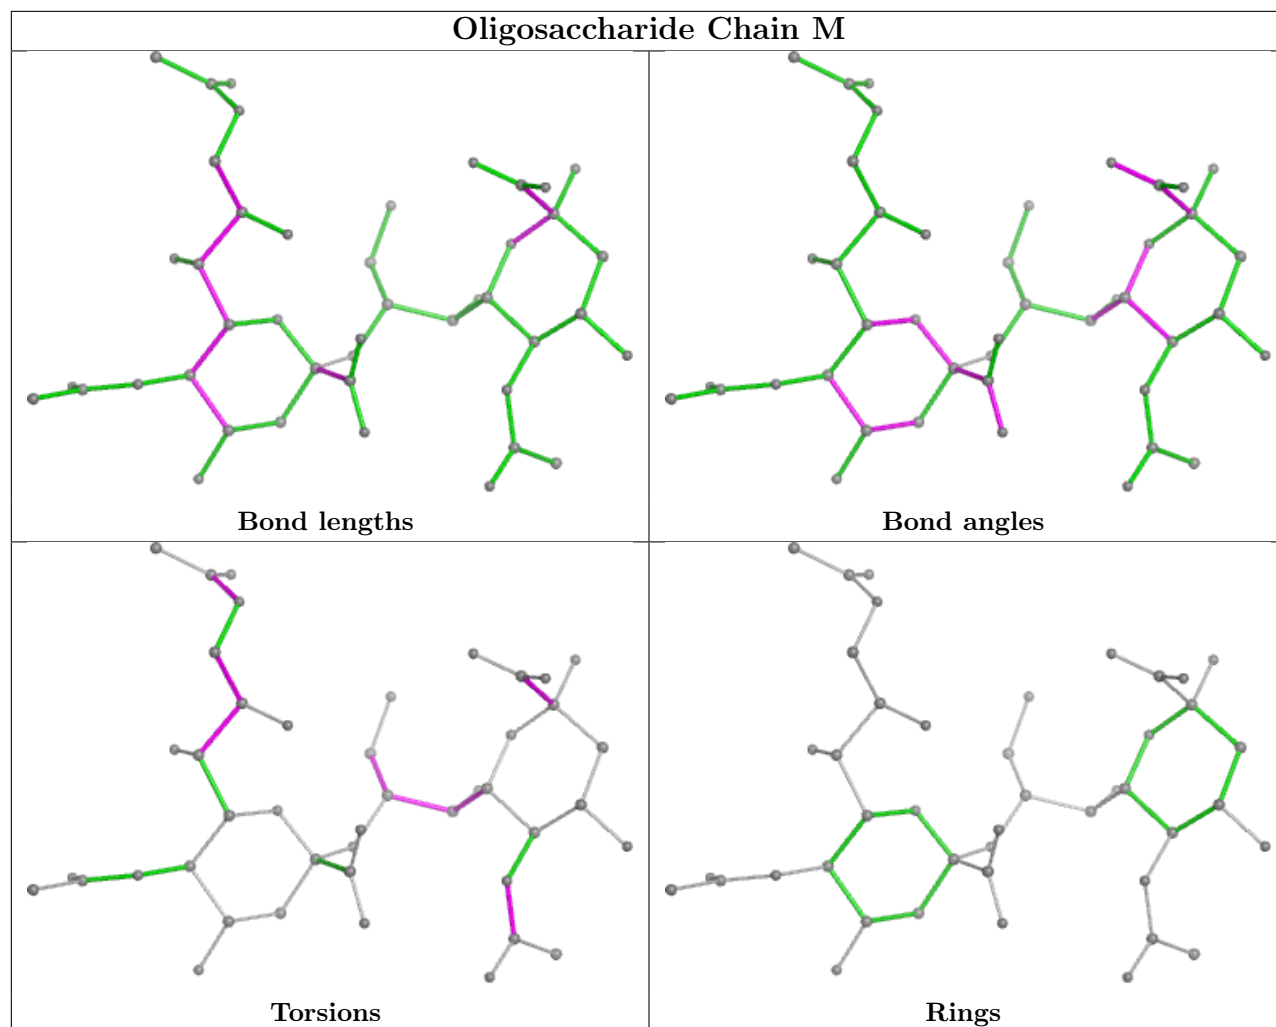 Oligosaccharide Chain M
Bond lengths
Bond angles
Torsions
Rings